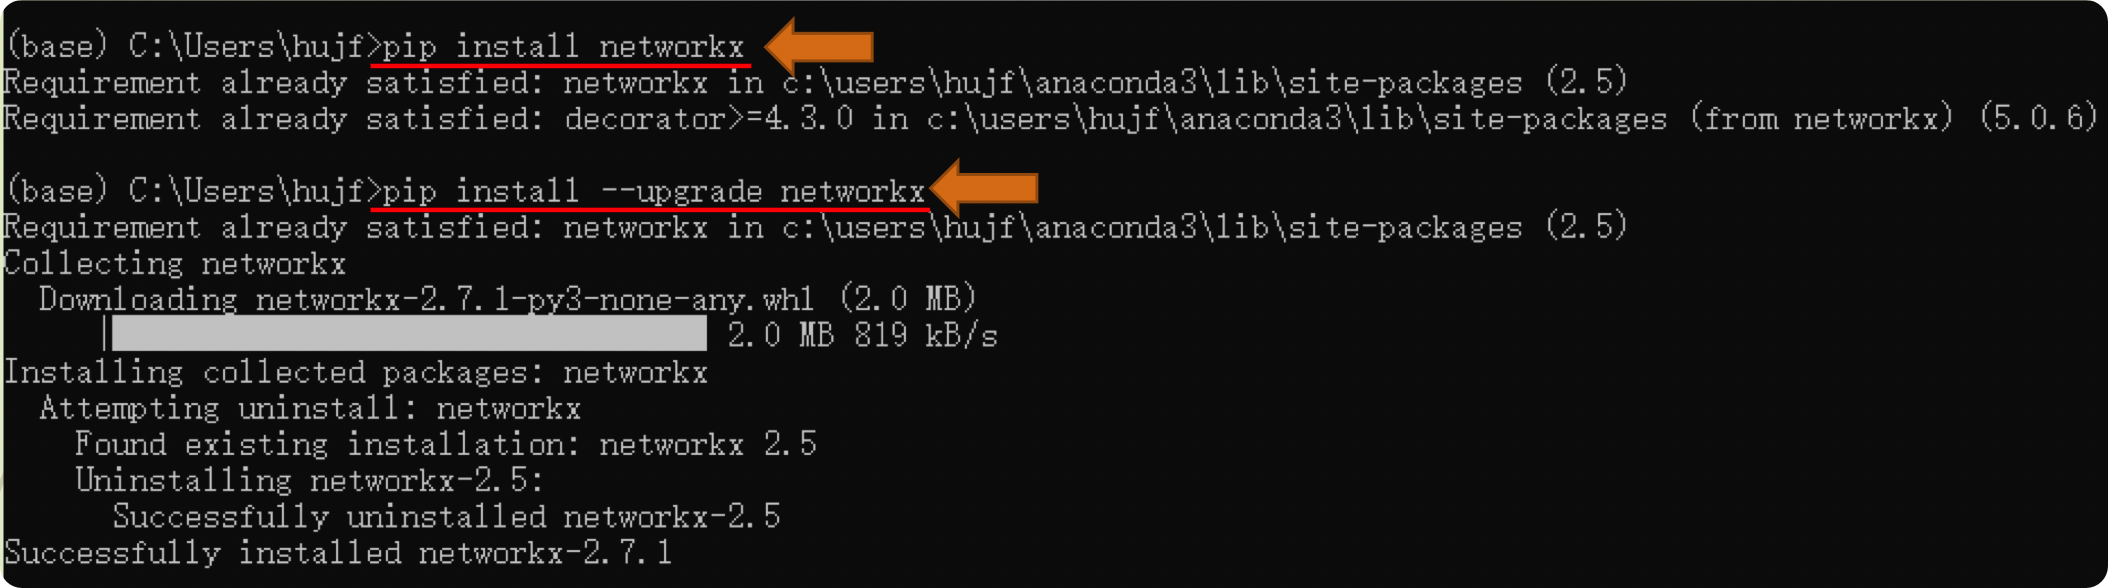 (base) C:\Users\hujf>pip install networkx
Requirement already satisfied: networkx in c:\users\hujf\anaconda3\lib\site-packages (2.5)
Requirement already satisfied: decorator>=4.3.0 in c:\users\hujf\anaconda3\lib\site-packages (from networkx) (5.0.6)
(base) C:\Users\hujf>pip install --upgrade networkx
Requirement already satisfied: networkx in c:\users\hujf\anaconda3\lib\site-packages (2.5)
Collecting networkx
Downloading networkx-2.7.1-py3-none-any.whl (2.0 MB)
| 2.0 MB 819 kB/s
Installing collected packages: networkx
Attempting uninstall: networkx
Found existing installation: networkx 2.5
Uninstalling networkx-2.5:
Successfully uninstalled networkx-2.5
Successfully installed networkx-2.7.1